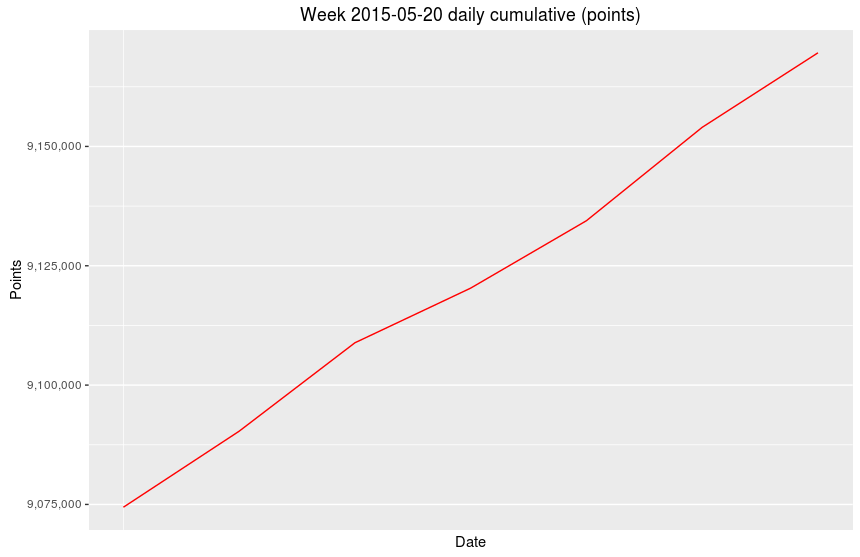 Week 2015-05-20 daily cumulative (points)
9,150,000
9,125,000
9,100,000
9,075,000
Points
Date